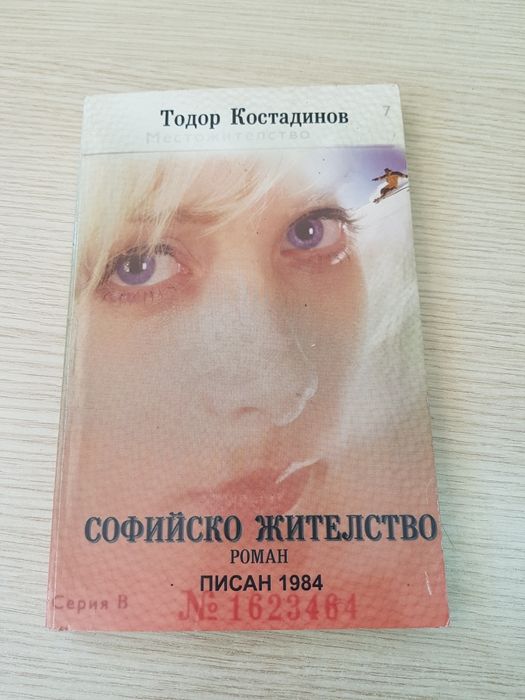 Тодор Костадинов
7
Местожителство
СОФИЙСКО ЖИТЕЛСТВО
РОМАН
ПИСАН 1984
Серия В
№ 1623464